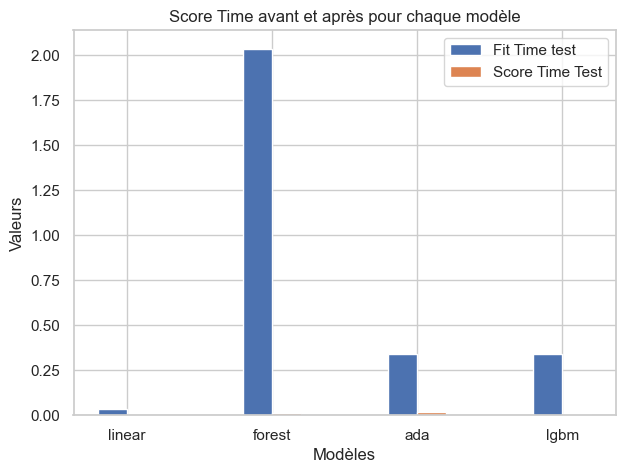 Score Time avant et après pour chaque modèle
Fit Time test
Score Time Test
Valeurs
2.00
1.75
1.50
1.25
1.00
0.75
0.50
0.25
0.00
linear
forest
ada
lgbm
Modèles